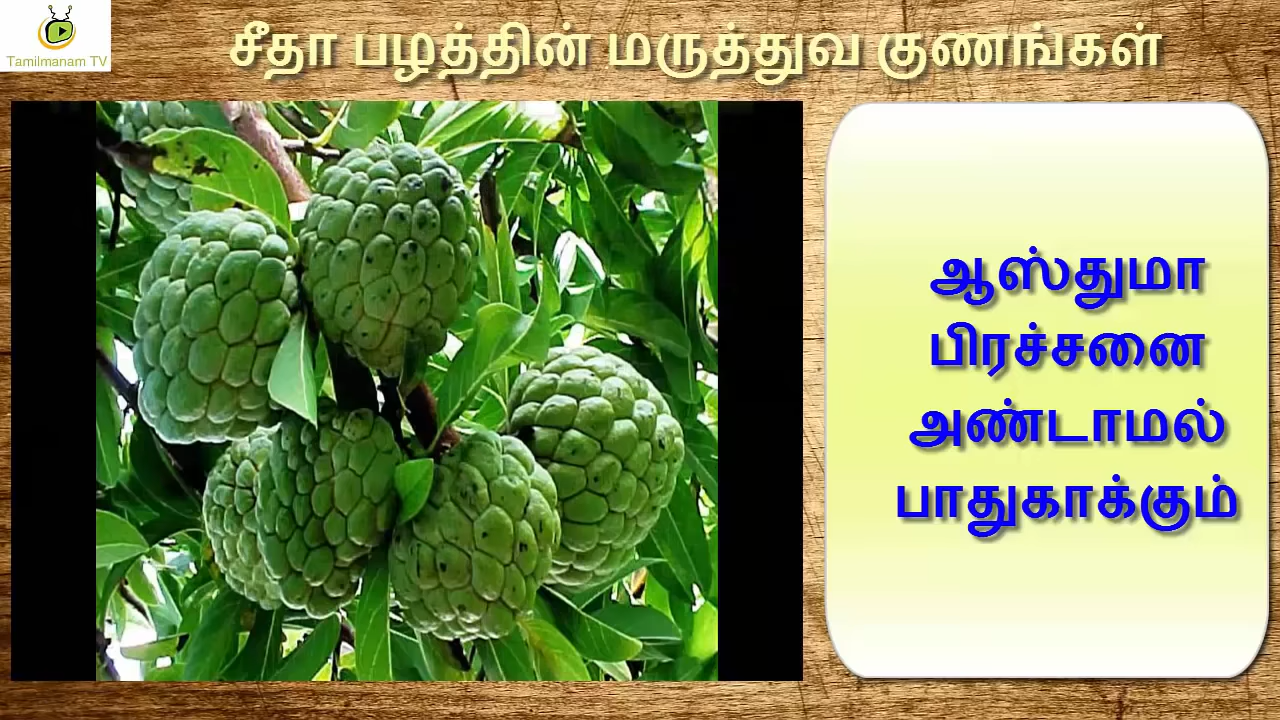 Tamilmanam TV
சீதா பழத்தின் மருத்துவ குணங்கள்
ஆஸ்துமா
பிரச்சனை
அண்டாமல்
பாதுகாக்கும்